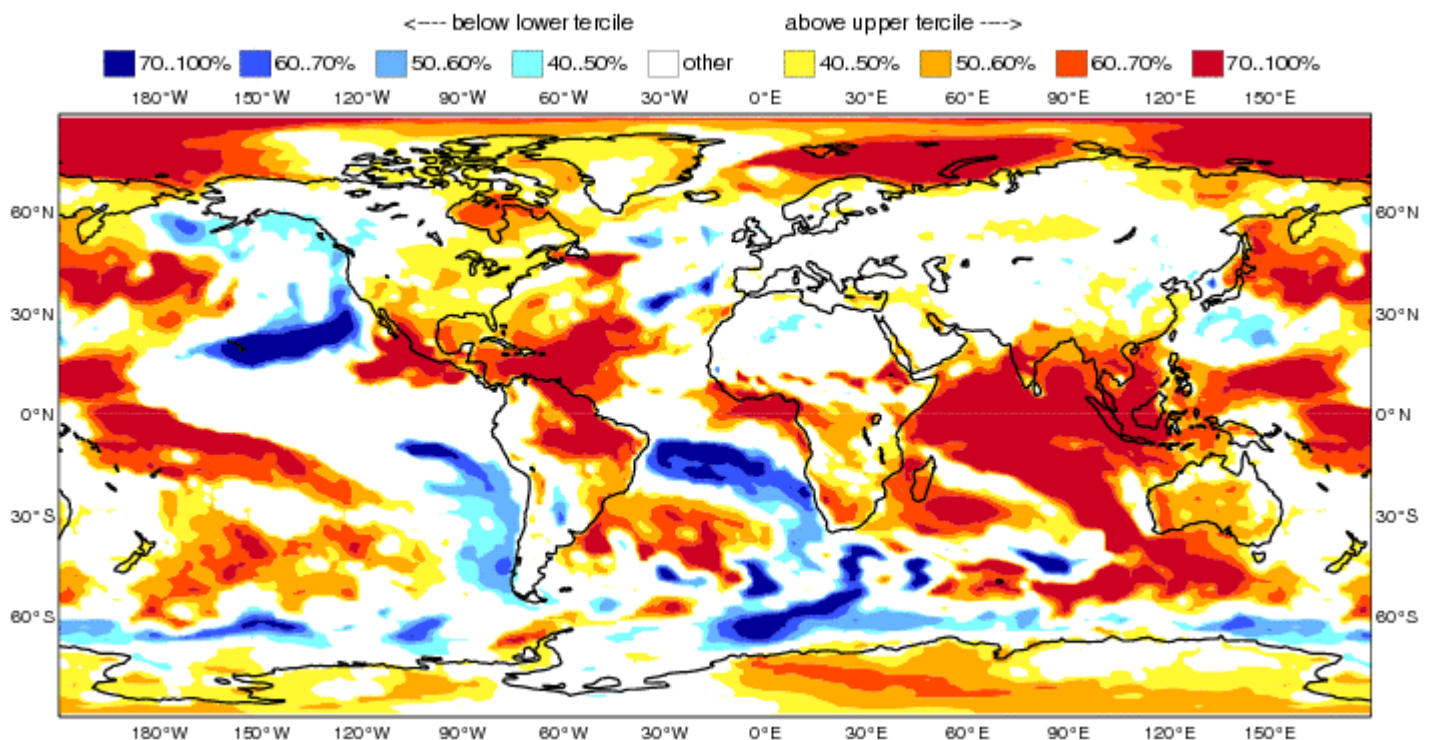 <---- below lower tercile above upper tercile ---->
70..100% 60..70% 50..60% 40..50% other 40..50% 50..60% 60..70% 70..100%
180°W 150°W 120°W 90°W 60°W 30°W 0°E 30°E 60°E 90°E 120°E 150°E
60°N 60°N
30°N 30°N
0°N 0°N
30°S 30°S
60°S 60°S
180°W 150°W 120°W 90°W 60°W 30°W 0°E 30°E 60°E 90°E 120°E 150°E